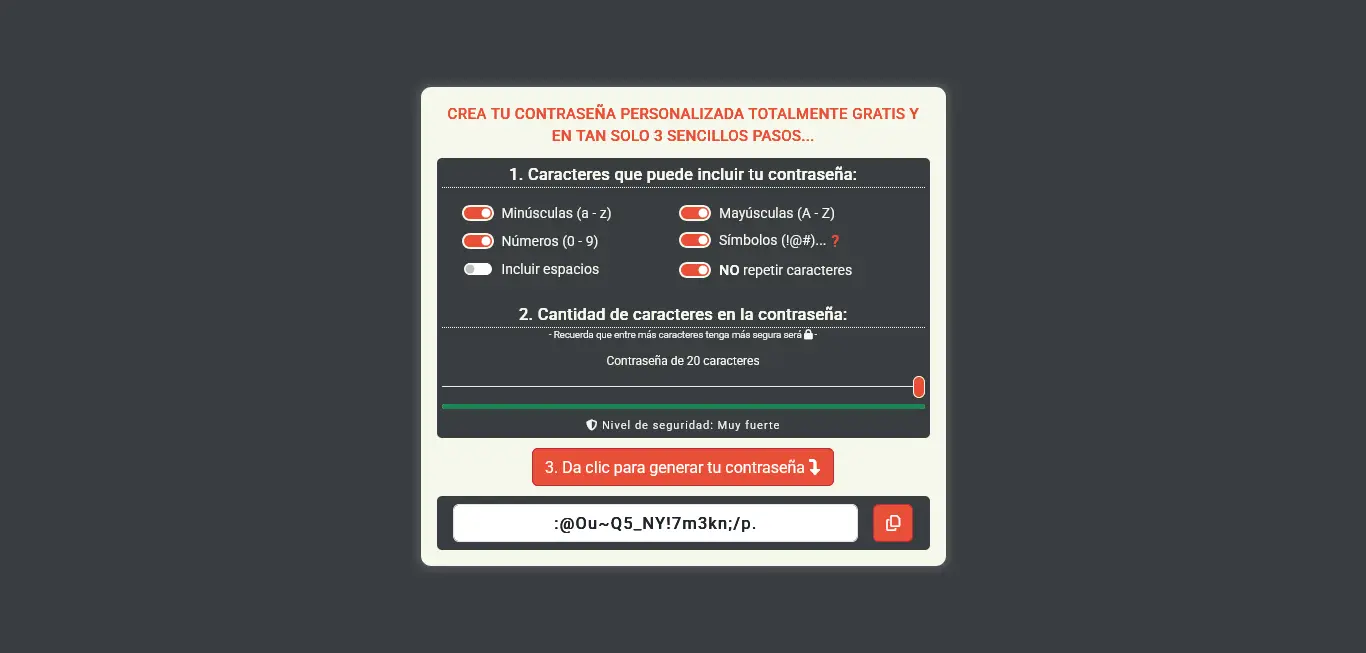 CREA TU CONTRASEÑA PERSONALIZADA TOTALMENTE GRATIS Y
EN TAN SOLO 3 SENCILLOS PASOS...
1. Caracteres que puede incluir tu contraseña:
Minúsculas (a - z)
Mayúsculas (A - Z)
Números (0 - 9)
Símbolos (!@#)... ?
Incluir espacios
NO repetir caracteres
2. Cantidad de caracteres en la contraseña:
- Recuerda que entre más caracteres tenga más segura será -
Contraseña de 20 caracteres
Nivel de seguridad: Muy fuerte
3. Da clic para generar tu contraseña
:@Ou~Q5_NY!7m3kn;/p.